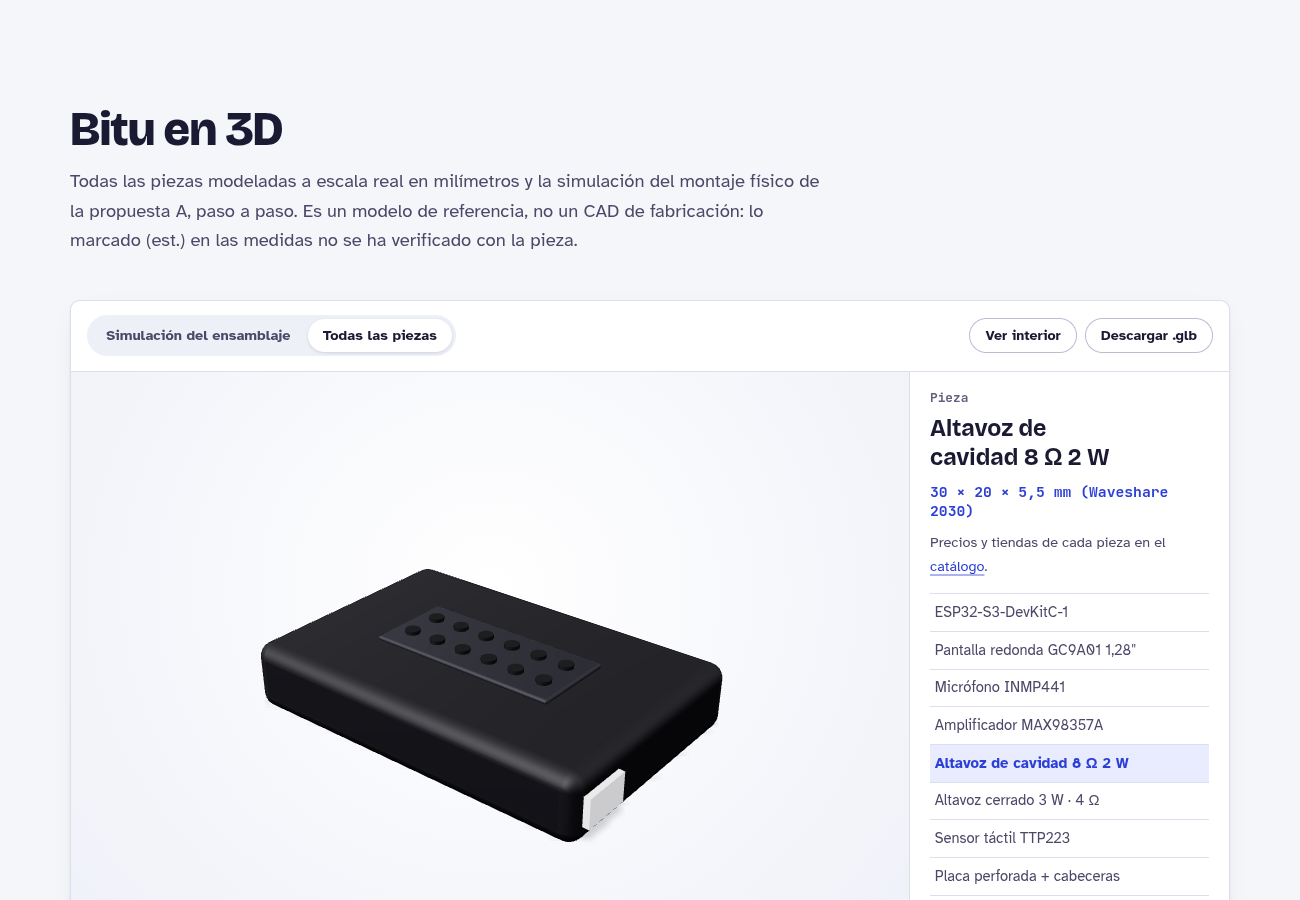 Bitu en 3D
Todas las piezas modeladas a escala real en milímetros y la simulación del montaje físico de
la propuesta A, paso a paso. Es un modelo de referencia, no un CAD de fabricación: lo
marcado (est.) en las medidas no se ha verificado con la pieza.
Simulación del ensamblaje
Todas las piezas
Ver interior
Descargar .glb
Pieza
Altavoz de
cavidad 8 Ω 2 W
30 × 20 × 5,5 mm (Waveshare
2030)
Precios y tiendas de cada pieza en el
catálogo.
ESP32-S3-DevKitC-1
Pantalla redonda GC9A01 1,28"
Micrófono INMP441
Amplificador MAX98357A
Altavoz de cavidad 8 Ω 2 W
Altavoz cerrado 3 W · 4 Ω
Sensor táctil TTP223
Placa perforada + cabeceras